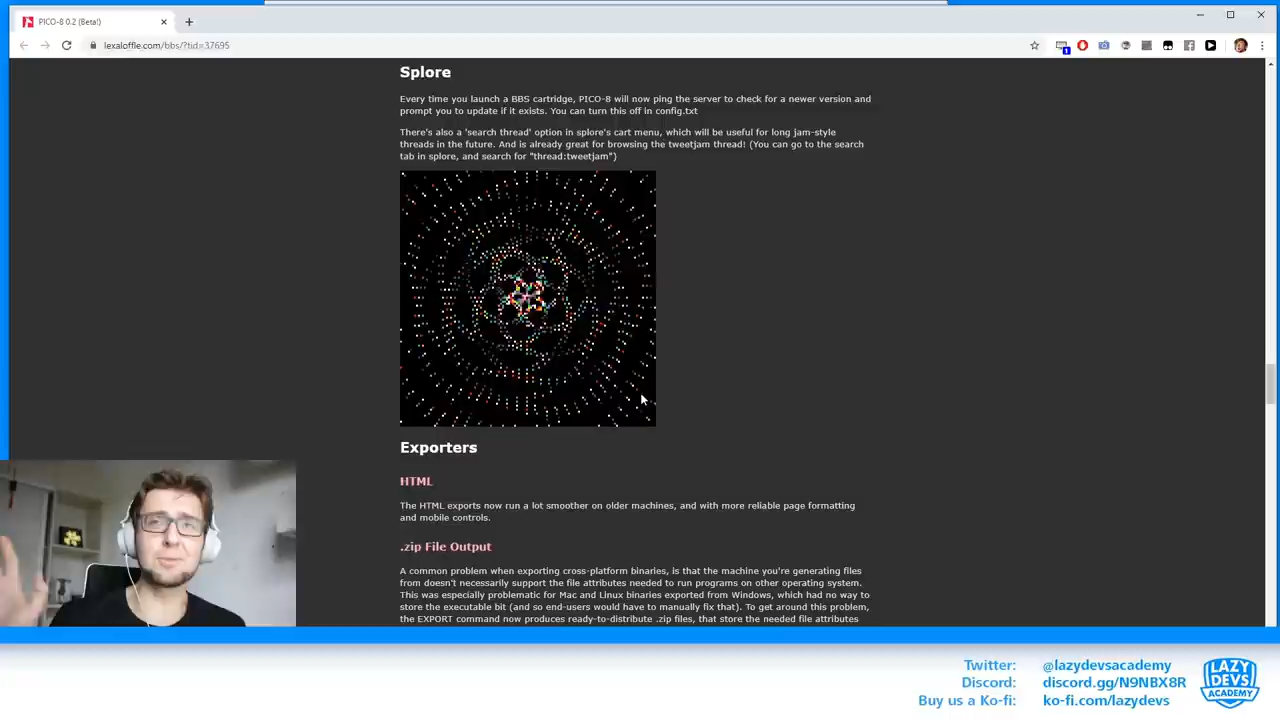 PICO-8 0.2 (Beta!)
lexaloffle.com/bbs/?tid=37695
1
Splore
Every time you launch a BBS cartridge, PICO-8 will now ping the server to check for a newer version and
prompt you to update if it exists. You can turn this off in config.txt
There's also a 'search thread' option in splore's cart menu, which will be useful for long jam-style
threads in the future. And is already great for browsing the tweetjam thread! (You can go to the search
tab in splore, and search for "thread:tweetjam")
Exporters
HTML
The HTML exports now run a lot smoother on older machines, and with more reliable page formatting
and mobile controls.
.zip File Output
A common problem when exporting cross-platform binaries, is that the machine you're generating files
from doesn't necessarily support the file attributes needed to run programs on other operating system.
This was especially problematic for Mac and Linux binaries exported from Windows, which had no way to
store the executable bit (and so end-users would have to manually fix that). To get around this problem,
the EXPORT command now produces ready-to-distribute .zip files, that store the needed file attributes
Twitter: @lazydevsacademy
Discord: discord.gg/N9NBX8R
Buy us a Ko-fi: ko-fi.com/lazydevs
LAZY
DEVS
ACADEMY